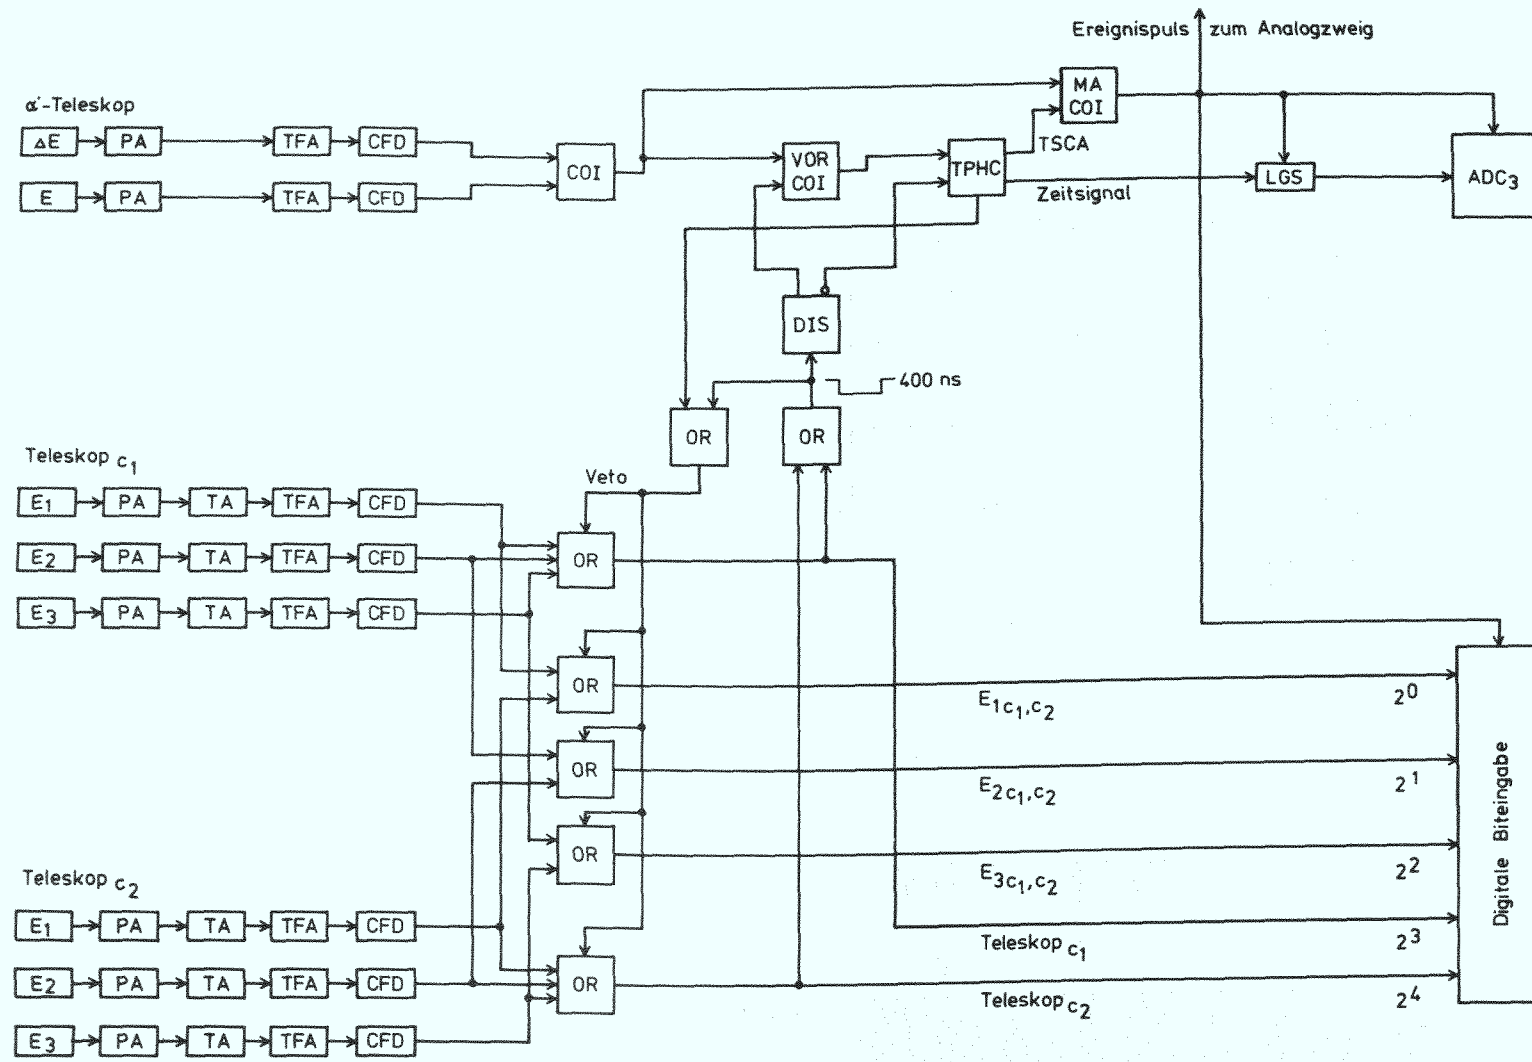 Ereignispuls zum Analogzweig
α'-Teleskop
ΔE PA TFA CFD
E PA TFA CFD
COI
VOR COI
TPHC
MA COI
TSCA
Zeitsignal
LGS
ADC3
DIS
400 ns
OR
OR
Veto
Teleskop c1
E1 PA TA TFA CFD
E2 PA TA TFA CFD
E3 PA TA TFA CFD
OR
OR
E1c1,c2
2^0
OR
E2c1,c2
2^1
OR
E3c1,c2
2^2
Teleskop c1
2^3
Teleskop c2
E1 PA TA TFA CFD
E2 PA TA TFA CFD
E3 PA TA TFA CFD
OR
Teleskop c2
2^4
Digitale Biteingabe